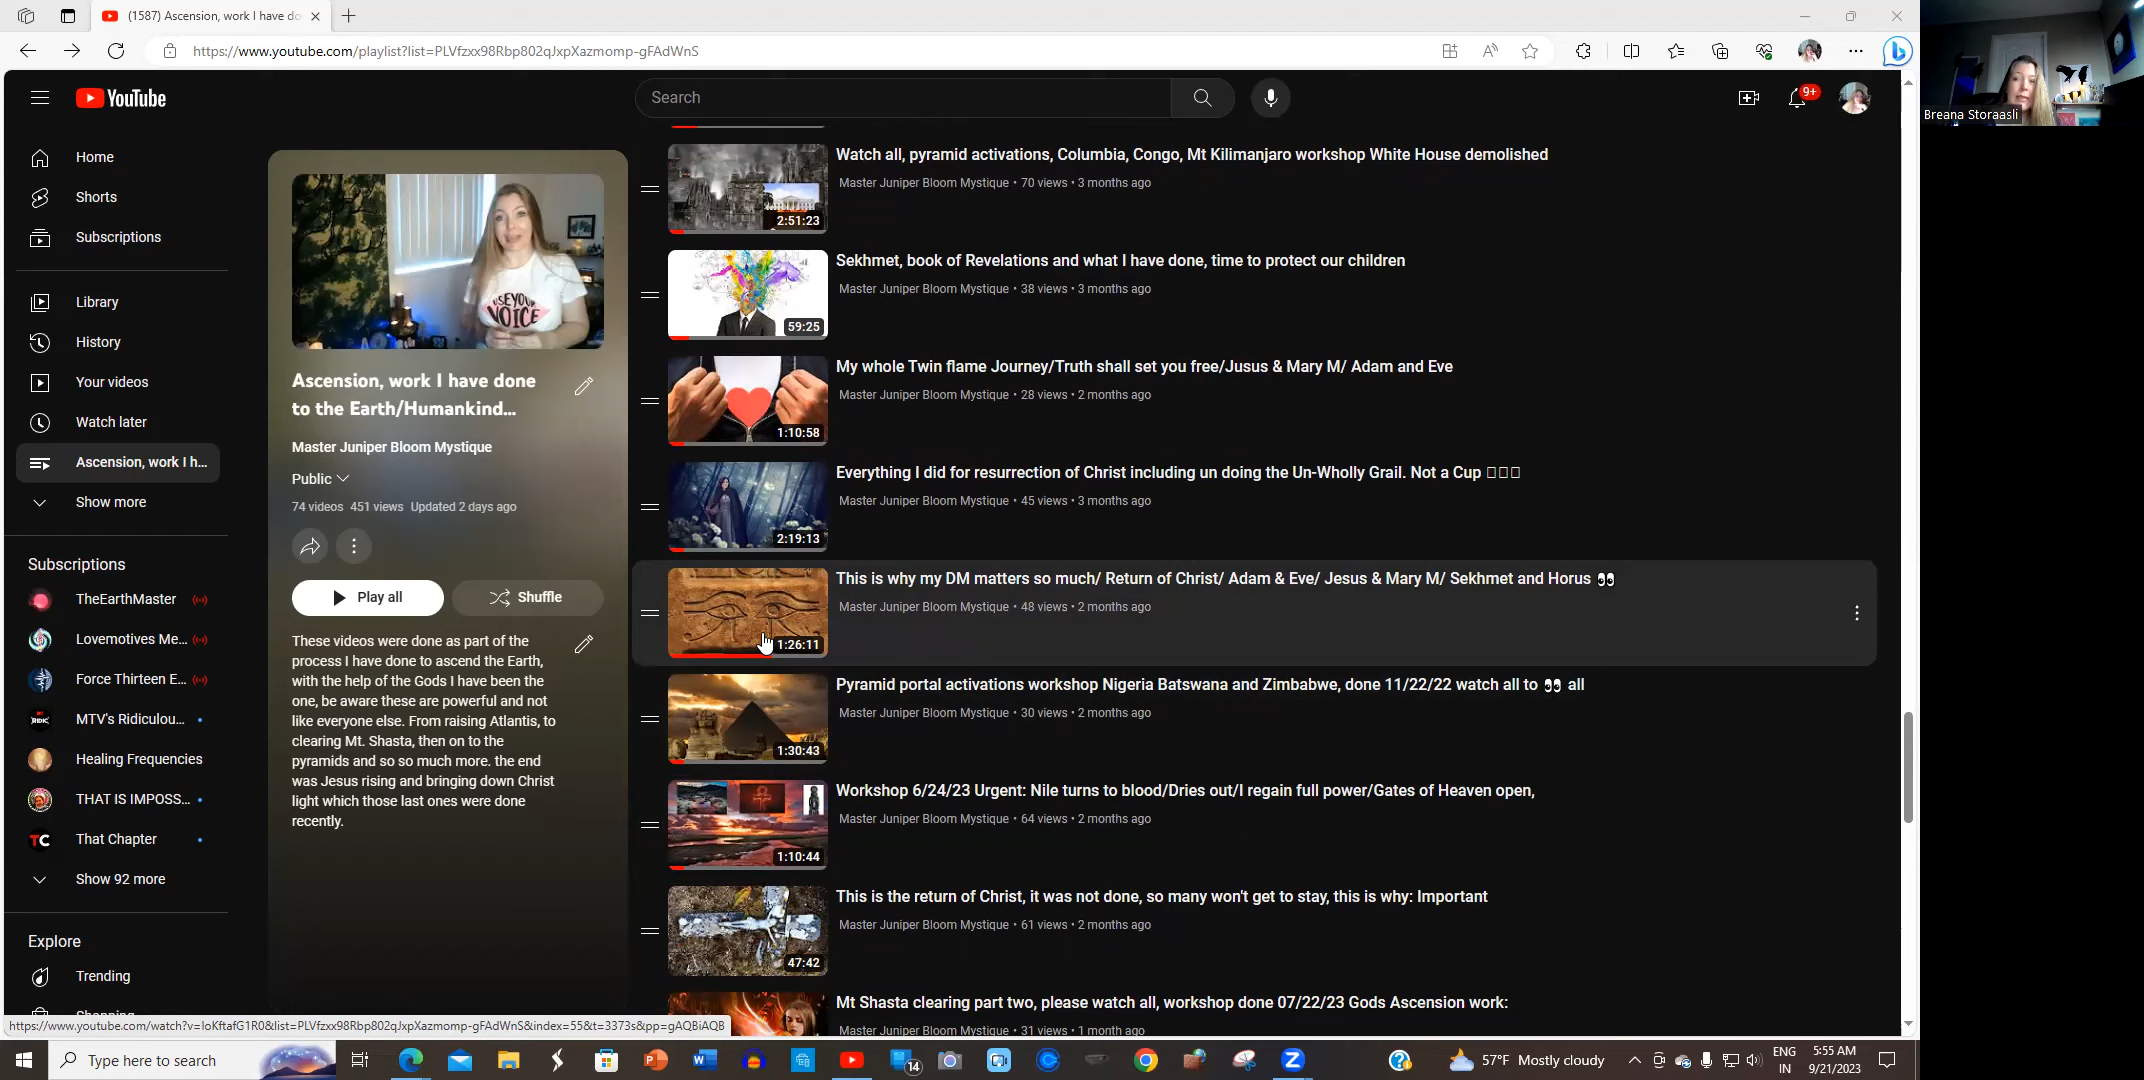 (1587) Ascension, work I have do
https://www.youtube.com/playlist?list=PLVfzxx98Rbp802qJxpXazmomp-gFAdWnS
YouTube
Search
9+
Breana Storaasli
Home
Shorts
Subscriptions
Library
History
Your videos
Watch later
Ascension, work I h...
Show more
Subscriptions
TheEarthMaster
Lovemotives Me...
Force Thirteen E...
MTV's Ridiculou...
Healing Frequencies
THAT IS IMPOSS...
That Chapter
Show 92 more
Explore
Trending
USE YOUR
VOICE
Ascension, work I have done
to the Earth/Humankind...
Master Juniper Bloom Mystique
Public
74 videos 451 views Updated 2 days ago
Play all
Shuffle
These videos were done as part of the
process I have done to ascend the Earth,
with the help of the Gods I have been the
one, be aware these are powerful and not
like everyone else. From raising Atlantis, to
clearing Mt. Shasta, then on to the
pyramids and so so much more. the end
was Jesus rising and bringing down Christ
light which those last ones were done
recently.
Watch all, pyramid activations, Columbia, Congo, Mt Kilimanjaro workshop White House demolished
Master Juniper Bloom Mystique • 70 views • 3 months ago
2:51:23
Sekhmet, book of Revelations and what I have done, time to protect our children
Master Juniper Bloom Mystique • 38 views • 3 months ago
59:25
My whole Twin flame Journey/Truth shall set you free/Jusus & Mary M/ Adam and Eve
Master Juniper Bloom Mystique • 28 views • 2 months ago
1:10:58
Everything I did for resurrection of Christ including un doing the Un-Wholly Grail. Not a Cup
Master Juniper Bloom Mystique • 45 views • 3 months ago
2:19:13
This is why my DM matters so much/ Return of Christ/ Adam & Eve/ Jesus & Mary M/ Sekhmet and Horus 👀
Master Juniper Bloom Mystique • 48 views • 2 months ago
1:26:11
Pyramid portal activations workshop Nigeria Batswana and Zimbabwe, done 11/22/22 watch all to 👀 all
Master Juniper Bloom Mystique • 30 views • 2 months ago
1:30:43
Workshop 6/24/23 Urgent: Nile turns to blood/Dries out/I regain full power/Gates of Heaven open,
Master Juniper Bloom Mystique • 64 views • 2 months ago
1:10:44
This is the return of Christ, it was not done, so many won't get to stay, this is why: Important
Master Juniper Bloom Mystique • 61 views • 2 months ago
47:42
Mt Shasta clearing part two, please watch all, workshop done 07/22/23 Gods Ascension work:
Master Juniper Bloom Mystique • 31 views • 1 month ago
https://www.youtube.com/watch?v=IoKftafG1R0&list=PLVfzxx98Rbp802qJxpXazmomp-gFAdWnS&index=55&t=3373s&pp=gAQBiAQB
Type here to search
14
57°F Mostly cloudy
ENG
IN
5:55 AM
9/21/2023